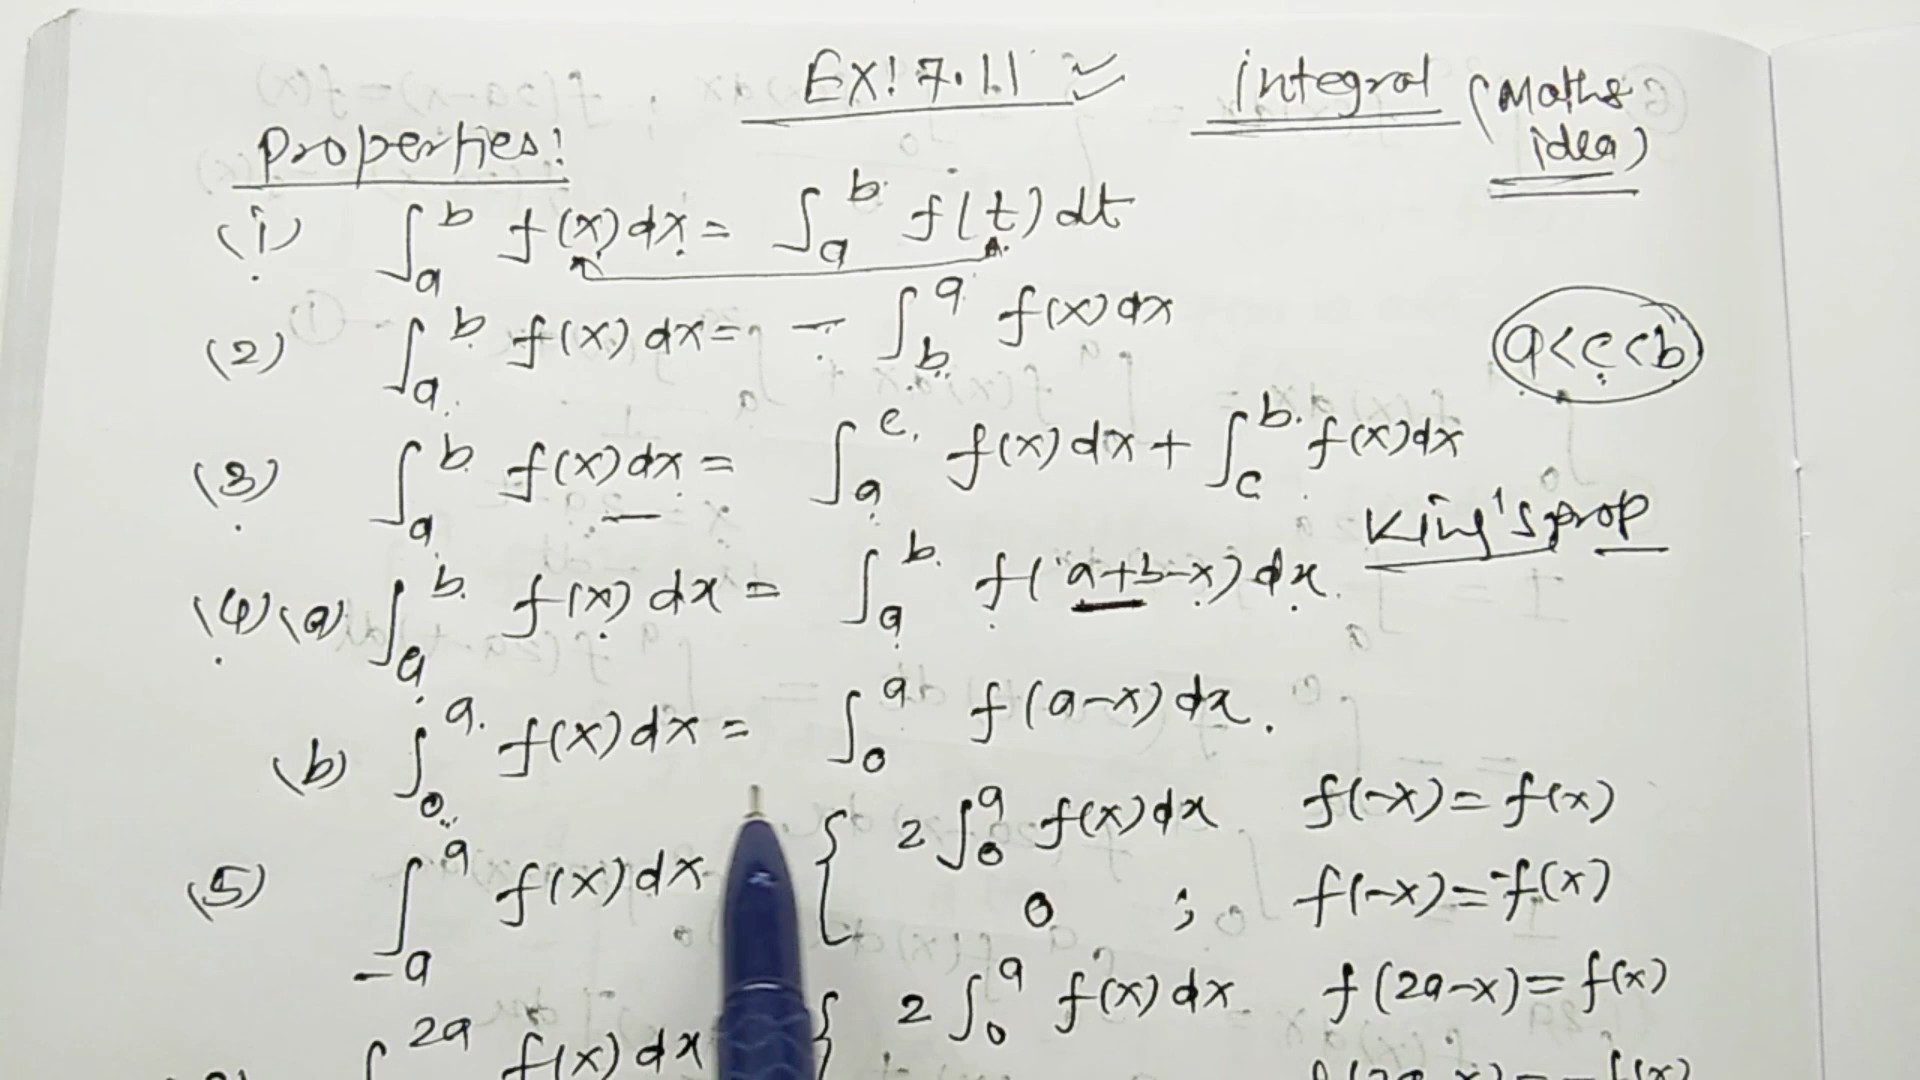 EX! 7.11 integral (Maths idea)
Properties!
(i) ∫_a^b f(x) dx = ∫_a^b f(t) dt
(2) ∫_a^b f(x) dx = - ∫_b^a f(x) dx
a<c<b
(3) ∫_a^b f(x) dx = ∫_a^c f(x) dx + ∫_c^b f(x) dx
King's prop
(4) (a) ∫_a^b f(x) dx = ∫_a^b f(a+b-x) dx
(b) ∫_0^a f(x) dx = ∫_0^a f(a-x) dx.
(5) ∫_{-a}^a f(x) dx { 2∫_0^a f(x) dx f(-x) = f(x)
0 ; f(-x) = -f(x)
∫^{2a} f(x) dx { 2∫_0^a f(x) dx f(2a-x) = f(x)
f(2a-x) = -f(x)